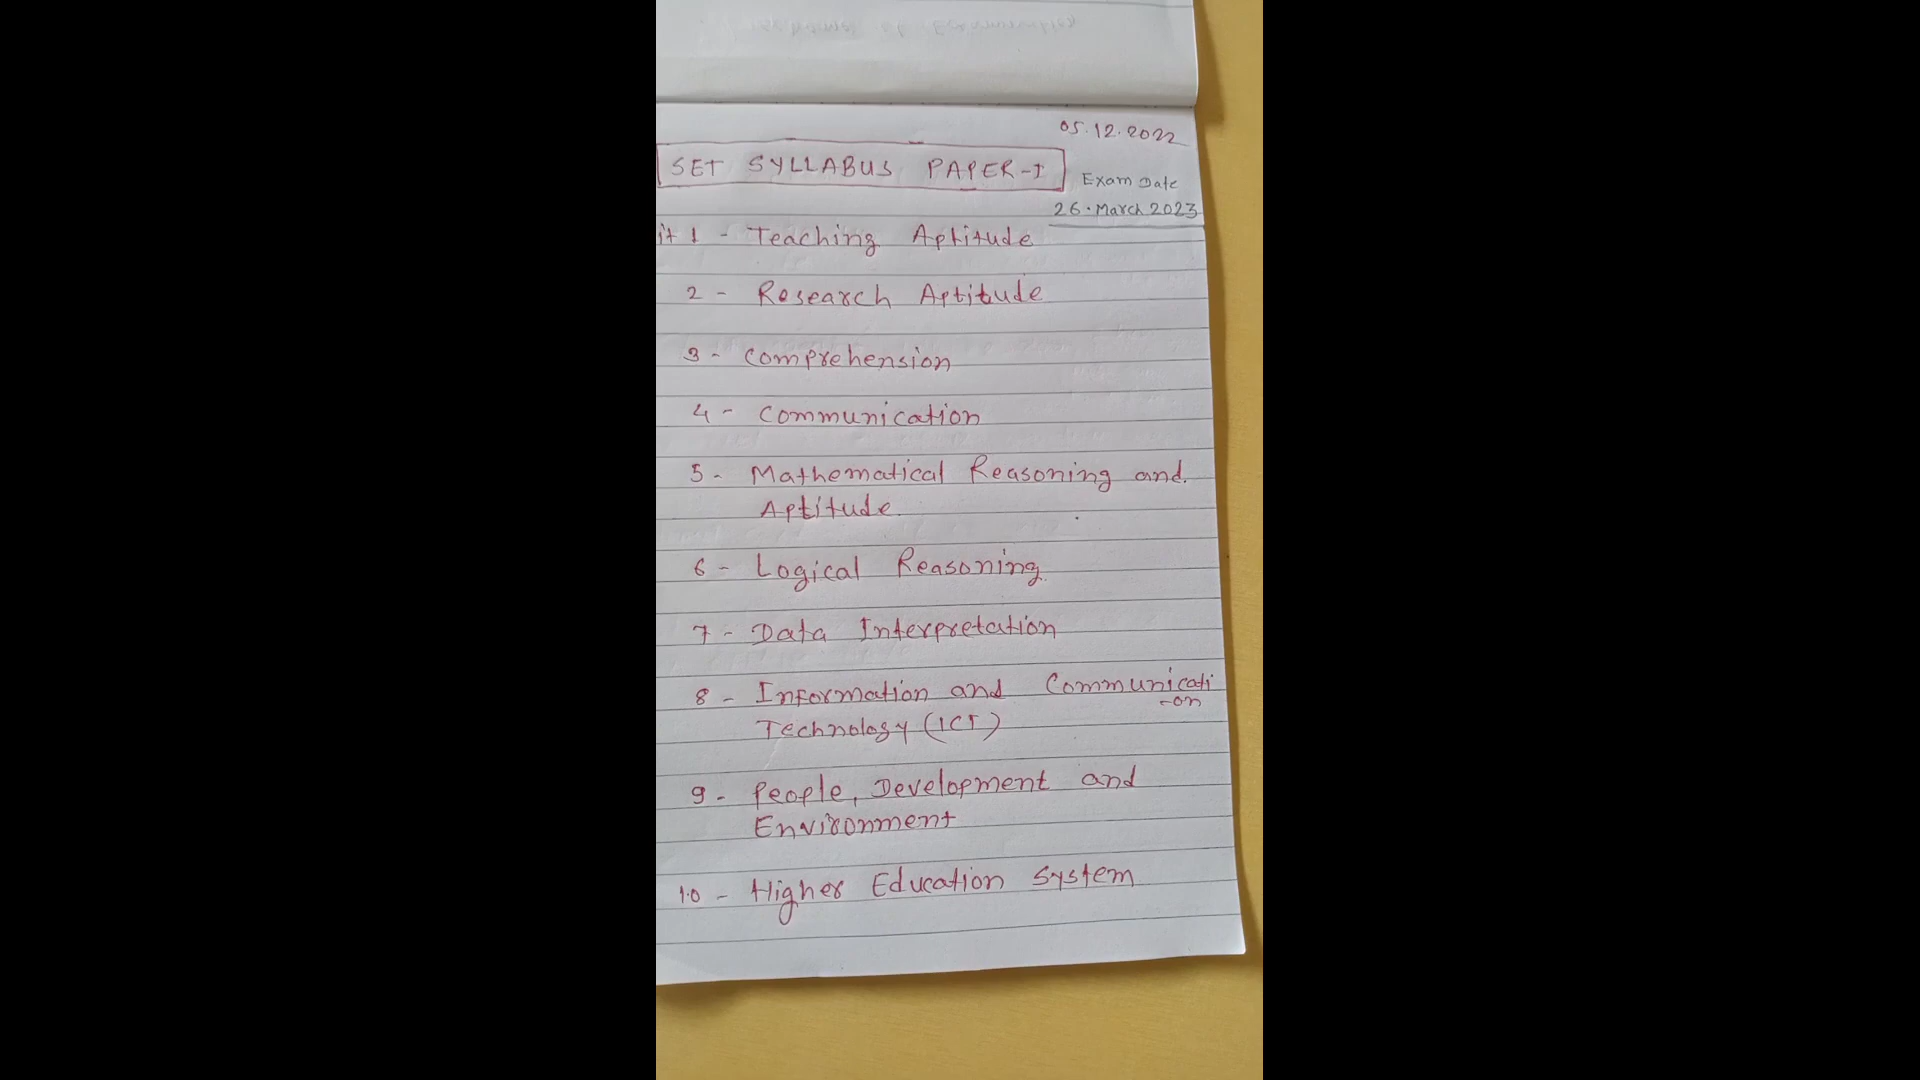 05.12.2022
SET SYLLABUS PAPER-I
Exam Date
26.March 2023
it 1 - Teaching Aptitude
2 - Research Aptitude
3 - Comprehension
4 - Communication
5 - Mathematical Reasoning and
Aptitude.
6 - Logical Reasoning.
7 - Data Interpretation
8 - Information and Communicati
-on
Technology (ICT)
9 - People, Development and
Environment
10 - Higher Education System